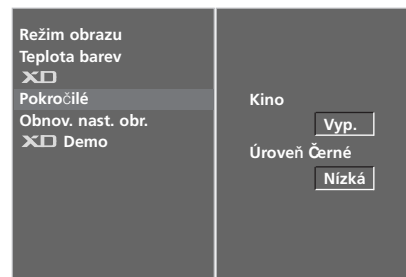 Režim obrazu
Teplota barev
XD
Pokročilé
Obnov. nast. obr.
XD Demo
Kino
Vyp.
Úroveň Černé
Nízká